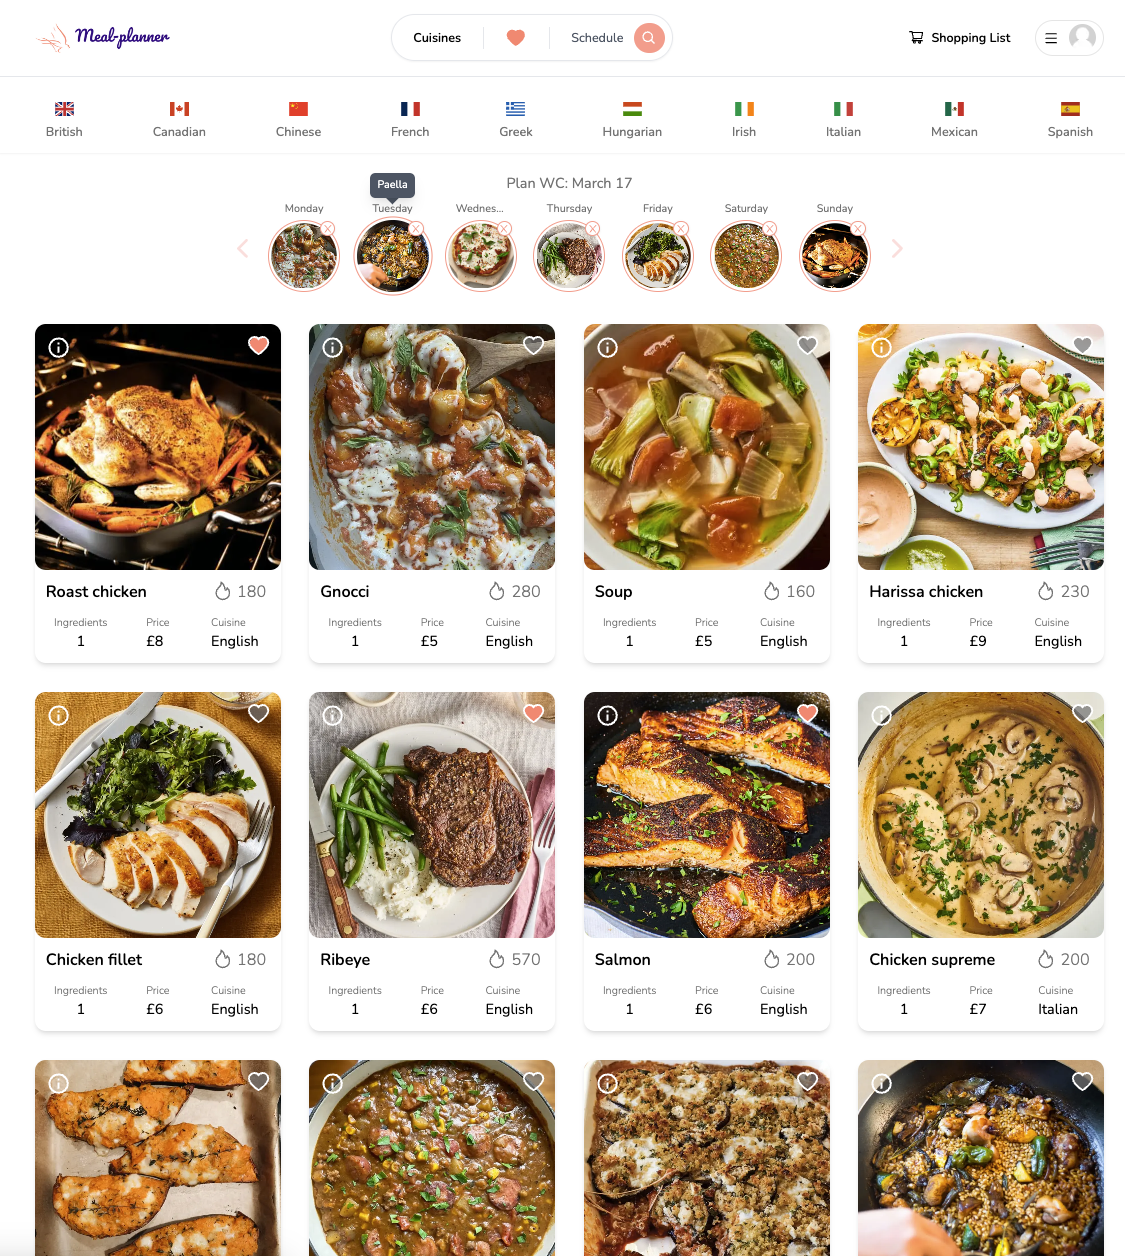 Meal-planner
Cuisines
Schedule
Shopping List
British
Canadian
Chinese
French
Greek
Hungarian
Irish
Italian
Mexican
Spanish
Plan WC: March 17
Paella
Monday
Tuesday
Wednes...
Thursday
Friday
Saturday
Sunday
Roast chicken 180
Ingredients Price Cuisine
1 £8 English
Gnocci 280
Ingredients Price Cuisine
1 £5 English
Soup 160
Ingredients Price Cuisine
1 £5 English
Harissa chicken 230
Ingredients Price Cuisine
1 £9 English
Chicken fillet 180
Ingredients Price Cuisine
1 £6 English
Ribeye 570
Ingredients Price Cuisine
1 £6 English
Salmon 200
Ingredients Price Cuisine
1 £6 English
Chicken supreme 200
Ingredients Price Cuisine
1 £7 Italian